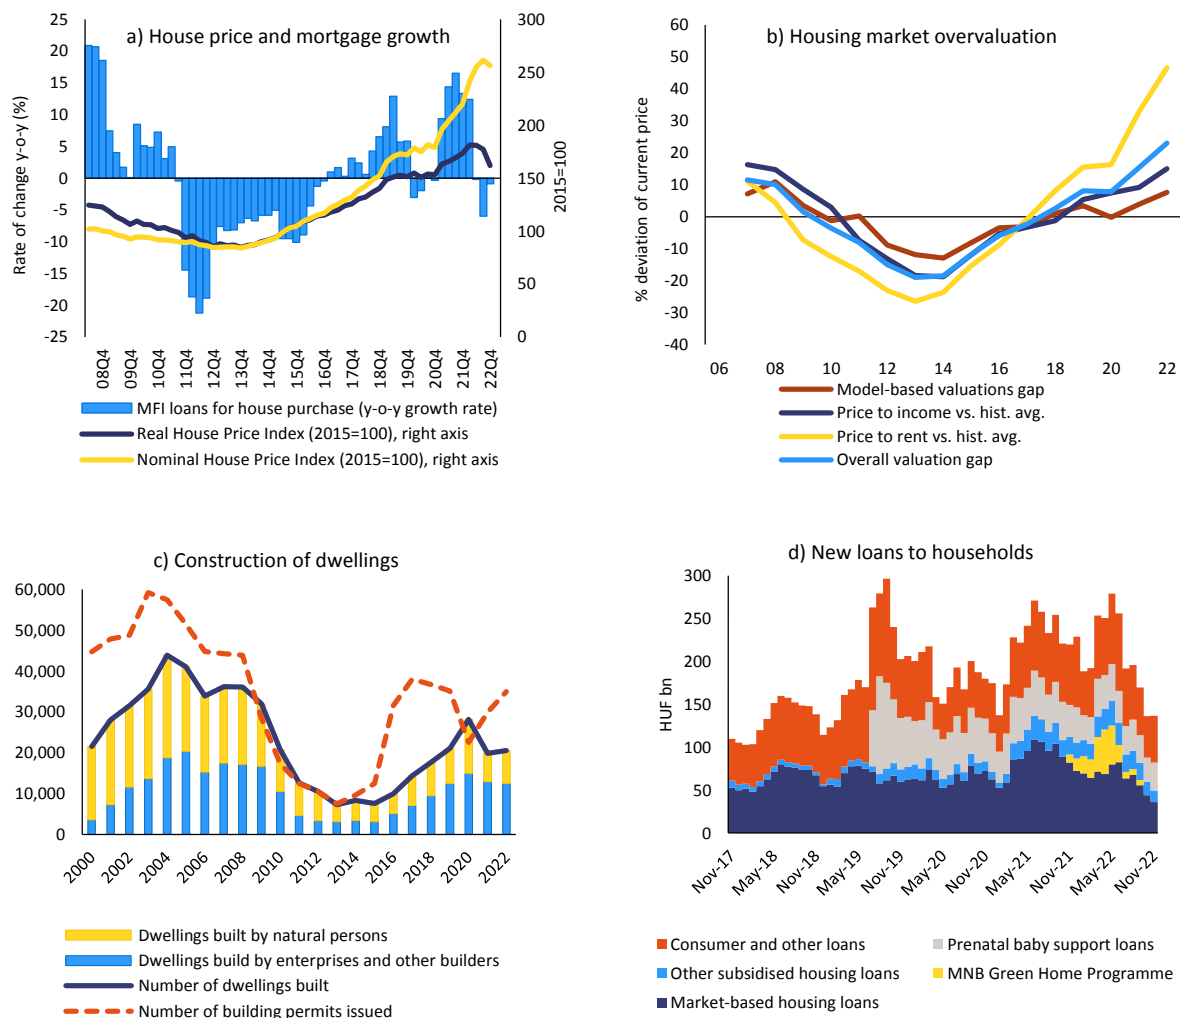 a) House price and mortgage growth
Rate of change y-o-y (%)
25
20
15
10
5
0
-5
-10
-15
-20
-25
300
250
200
150
100
50
0
2015=100
08Q4
09Q4
10Q4
11Q4
12Q4
13Q4
14Q4
15Q4
16Q4
17Q4
18Q4
19Q4
20Q4
21Q4
22Q4
MFI loans for house purchase (y-o-y growth rate)
Real House Price Index (2015=100), right axis
Nominal House Price Index (2015=100), right axis
b) Housing market overvaluation
% deviation of current price
60
50
40
30
20
10
0
-10
-20
-30
-40
06 08 10 12 14 16 18 20 22
Model-based valuations gap
Price to income vs. hist. avg.
Price to rent vs. hist. avg.
Overall valuation gap
c) Construction of dwellings
60,000
50,000
40,000
30,000
20,000
10,000
0
2000
2002
2004
2006
2008
2010
2012
2014
2016
2018
2020
2022
Dwellings built by natural persons
Dwellings build by enterprises and other builders
Number of dwellings built
Number of building permits issued
d) New loans to households
HUF bn
300
250
200
150
100
50
0
Nov-17
May-18
Nov-18
May-19
Nov-19
May-20
Nov-20
May-21
Nov-21
May-22
Nov-22
Consumer and other loans
Prenatal baby support loans
Other subsidised housing loans
MNB Green Home Programme
Market-based housing loans